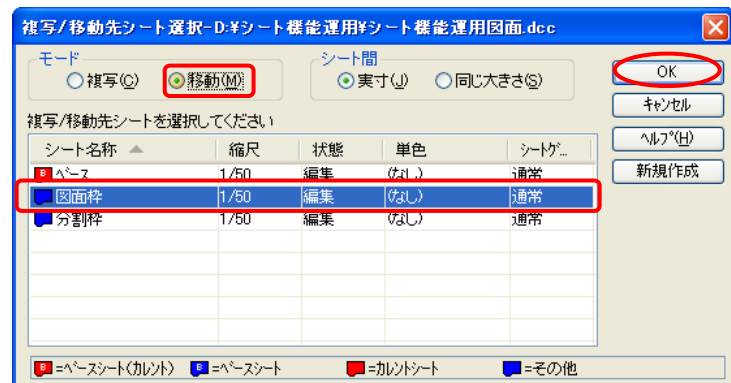 複写/移動先シート選択-D:¥シート機能運用¥シート機能運用図面.dcc
モード
複写(C) 移動(M)
シート間
実寸(J) 同じ大きさ(S)
OK
キャンセル
ヘルプ(H)
新規作成
複写/移動先シートを選択してください
シート名称 縮尺 状態 単色 シートグ...
B ベース 1/50 編集 (なし) 通常
図面枠 1/50 編集 (なし) 通常
分割枠 1/50 編集 (なし) 通常
B =ベースシート(カレント) B =ベースシート =カレントシート =その他